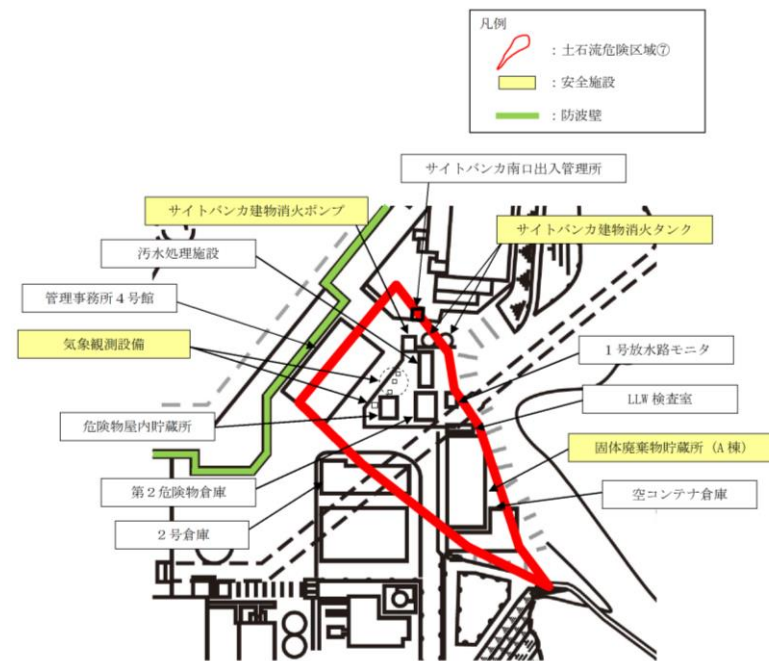 凡例
：土石流危険区域⑦
：安全施設
：防波壁
サイトバンカ南口出入管理所
サイトバンカ建物消火ポンプ
サイトバンカ建物消火タンク
汚水処理施設
管理事務所４号館
気象観測設備
１号放水路モニタ
LLW 検査室
危険物屋内貯蔵所
固体廃棄物貯蔵所（A 棟）
第２危険物倉庫
空コンテナ倉庫
２号倉庫